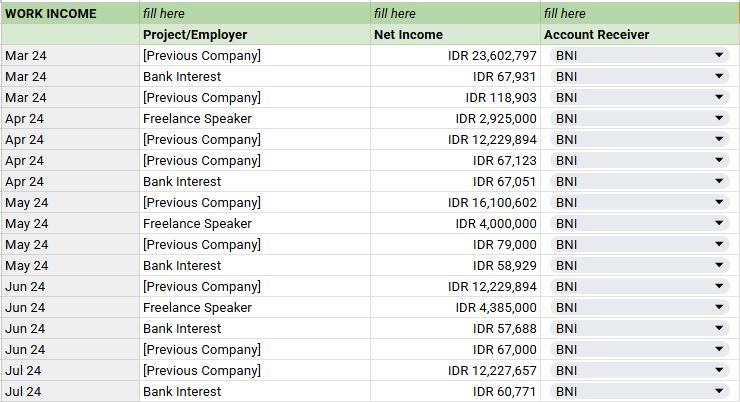 WORK INCOME fill here fill here fill here
Project/Employer Net Income Account Receiver
Mar 24 [Previous Company] IDR 23,602,797 BNI
Mar 24 Bank Interest IDR 67,931 BNI
Mar 24 [Previous Company] IDR 118,903 BNI
Apr 24 Freelance Speaker IDR 2,925,000 BNI
Apr 24 [Previous Company] IDR 12,229,894 BNI
Apr 24 [Previous Company] IDR 67,123 BNI
Apr 24 Bank Interest IDR 67,051 BNI
May 24 [Previous Company] IDR 16,100,602 BNI
May 24 Freelance Speaker IDR 4,000,000 BNI
May 24 [Previous Company] IDR 79,000 BNI
May 24 Bank Interest IDR 58,929 BNI
Jun 24 [Previous Company] IDR 12,229,894 BNI
Jun 24 Freelance Speaker IDR 4,385,000 BNI
Jun 24 Bank Interest IDR 57,688 BNI
Jun 24 [Previous Company] IDR 67,000 BNI
Jul 24 [Previous Company] IDR 12,227,657 BNI
Jul 24 Bank Interest IDR 60,771 BNI